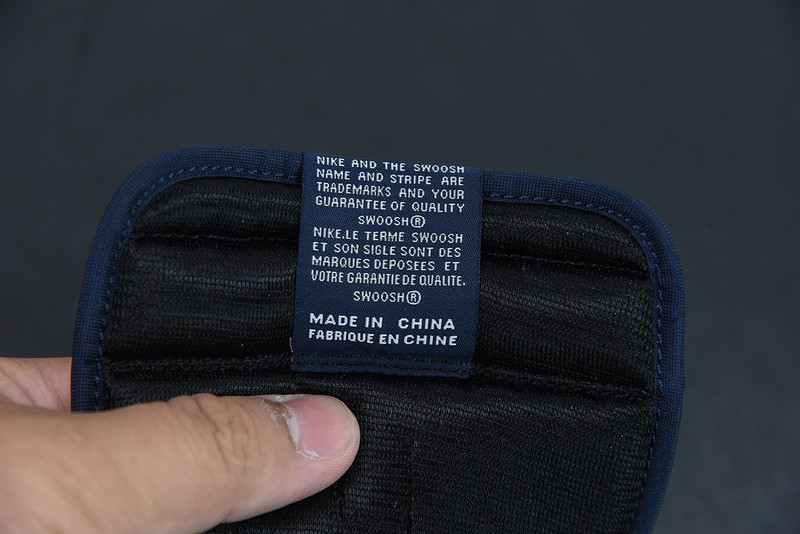 NIKE AND THE SWOOSH
NAME AND STRIPE ARE
TRADEMARKS AND YOUR
GUARANTEE OF QUALITY
SWOOSH®
NIKE.LE TERME SWOOSH
ET SON SIGLE SONT DES
MARQUES DEPOSEES ET
VOTRE GARANTIE DE QUALITE.
SWOOSH®
MADE IN CHINA
FABRIQUE EN CHINE